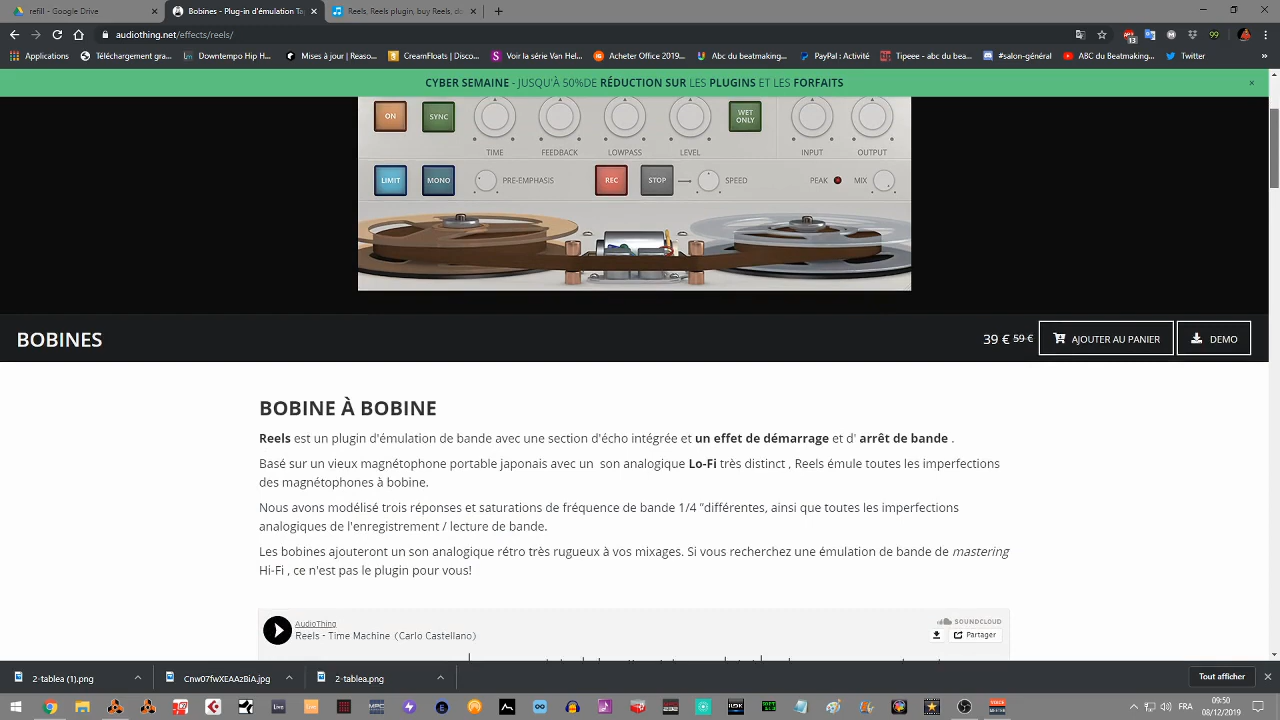 refill - Google Drive
Bobines - Plug-in d'émulation Ta
Reels, Reels plugin, buy Reels, do
audiothing.net/effects/reels/
13
99
Applications
Téléchargement gra...
Downtempo Hip H...
Mises à jour | Reaso...
CreamFloats | Discr...
Voir la série Van Hel...
Acheter Office 2019...
Abc du beatmaking...
PayPal : Activité
Tipeee - abc du bea...
#salon-général
ABC du beatmaking...
Twitter
»
CYBER SEMAINE - JUSQU'À 50%DE RÉDUCTION SUR LES PLUGINS ET LES FORFAITS
ON
SYNC
WET ONLY
TIME
FEEDBACK
LOWPASS
LEVEL
INPUT
OUTPUT
LIMIT
MONO
PRE-EMPHASIS
REC
STOP
SPEED
PEAK
MIX
BOBINES
39 € 59 €
AJOUTER AU PANIER
DEMO
BOBINE À BOBINE
Reels est un plugin d'émulation de bande avec une section d'écho intégrée et un effet de démarrage et d' arrêt de bande .
Basé sur un vieux magnétophone portable japonais avec un son analogique Lo-Fi très distinct , Reels émule toutes les imperfections
des magnétophones à bobine.
Nous avons modélisé trois réponses et saturations de fréquence de bande 1/4 "différentes, ainsi que toutes les imperfections
analogiques de l'enregistrement / lecture de bande.
Les bobines ajouteront un son analogique rétro très rugueux à vos mixages. Si vous recherchez une émulation de bande de mastering
Hi-Fi , ce n'est pas le plugin pour vous!
AudioThing
Reels - Time Machine (Carlo Castellano)
SOUNDCLOUD
Partager
2-tablea (1).png
Cnw07fwXEAAzBiA.jpg
2-tablea.png
Tout afficher
Live
MPC
FRA
09:50
08/12/2019